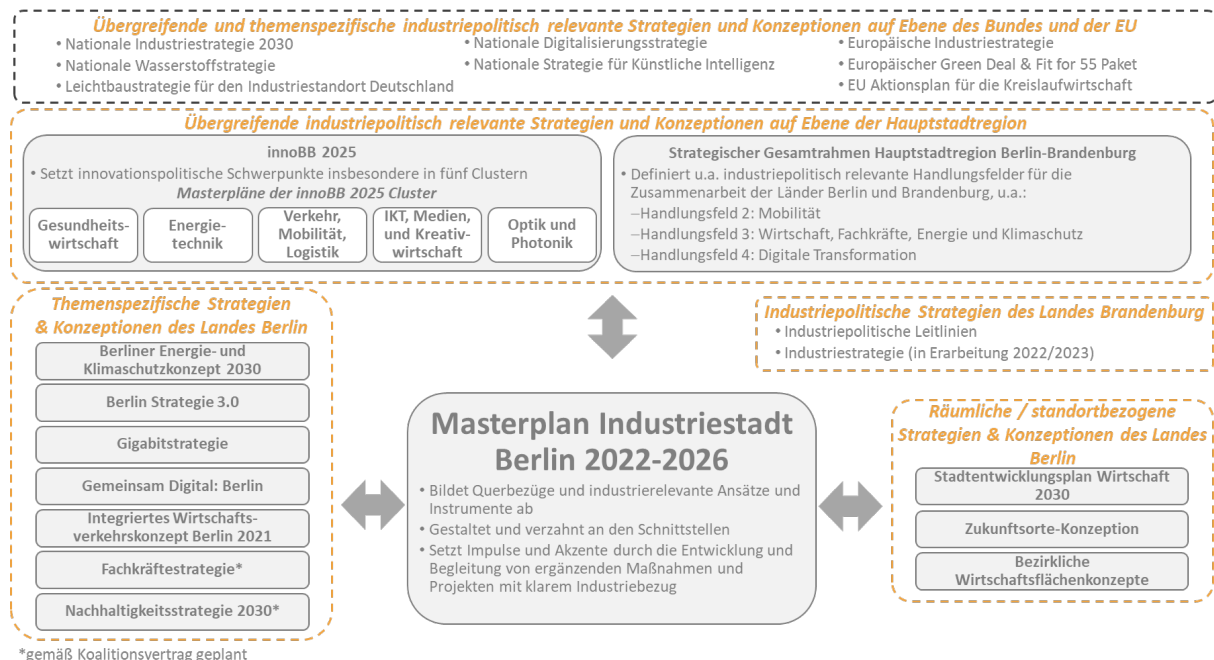 Übergreifende und themenspezifische industriepolitisch relevante Strategien und Konzeptionen auf Ebene des Bundes und der EU
• Nationale Industriestrategie 2030
• Nationale Wasserstoffstrategie
• Leichtbaustrategie für den Industriestandort Deutschland
• Nationale Digitalisierungsstrategie
• Nationale Strategie für Künstliche Intelligenz
• Europäische Industriestrategie
• Europäischer Green Deal & Fit for 55 Paket
• EU Aktionsplan für die Kreislaufwirtschaft
Übergreifende industriepolitisch relevante Strategien und Konzeptionen auf Ebene der Hauptstadtregion
innoBB 2025
• Setzt innovationspolitische Schwerpunkte insbesondere in fünf Clustern
Masterpläne der innoBB 2025 Cluster
Gesundheits-
wirtschaft
Energie-
technik
Verkehr,
Mobilität,
Logistik
IKT, Medien,
und Kreativ-
wirtschaft
Optik und
Photonik
Strategischer Gesamtrahmen Hauptstadtregion Berlin-Brandenburg
• Definiert u.a. industriepolitisch relevante Handlungsfelder für die
Zusammenarbeit der Länder Berlin und Brandenburg, u.a.:
–Handlungsfeld 2: Mobilität
–Handlungsfeld 3: Wirtschaft, Fachkräfte, Energie und Klimaschutz
–Handlungsfeld 4: Digitale Transformation
Themenspezifische Strategien
& Konzeptionen des Landes Berlin
Berliner Energie- und
Klimaschutzkonzept 2030
Berlin Strategie 3.0
Gigabitstrategie
Gemeinsam Digital: Berlin
Integriertes Wirtschafts-
verkehrskonzept Berlin 2021
Fachkräftestrategie*
Nachhaltigkeitsstrategie 2030*
*gemäß Koalitionsvertrag geplant
Masterplan Industriestadt
Berlin 2022-2026
• Bildet Querbezüge und industrierelevante Ansätze und
Instrumente ab
• Gestaltet und verzahnt an den Schnittstellen
• Setzt Impulse und Akzente durch die Entwicklung und
Begleitung von ergänzenden Maßnahmen und
Projekten mit klarem Industriebezug
Industriepolitische Strategien des Landes Brandenburg
• Industriepolitische Leitlinien
• Industriestrategie (in Erarbeitung 2022/2023)
Räumliche / standortbezogene
Strategien & Konzeptionen des Landes
Berlin
Stadtentwicklungsplan Wirtschaft
2030
Zukunftsorte-Konzeption
Bezirkliche
Wirtschaftsflächenkonzepte